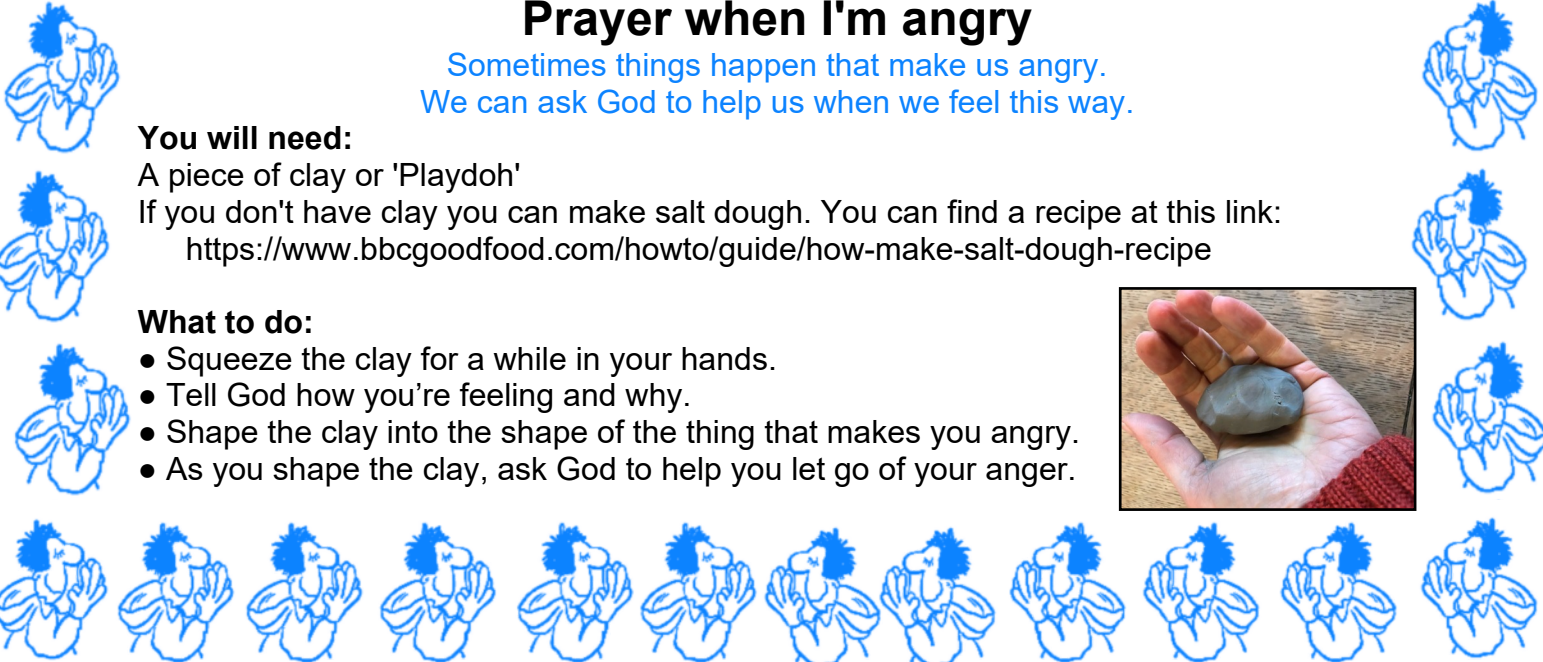 Prayer when I'm angry
Sometimes things happen that make us angry.
We can ask God to help us when we feel this way.
You will need:
A piece of clay or 'Playdoh'
If you don't have clay you can make salt dough. You can find a recipe at this link:
https://www.bbcgoodfood.com/howto/guide/how-make-salt-dough-recipe
What to do:
● Squeeze the clay for a while in your hands.
● Tell God how you’re feeling and why.
● Shape the clay into the shape of the thing that makes you angry.
● As you shape the clay, ask God to help you let go of your anger.